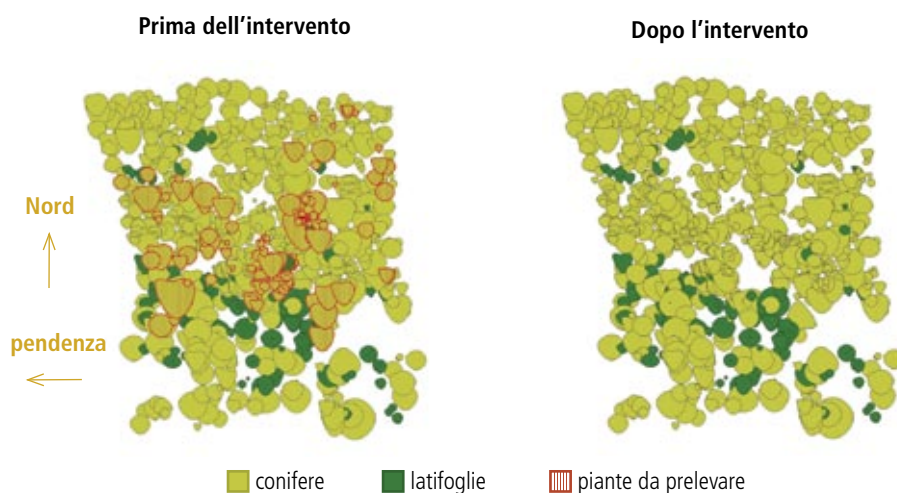 Prima dell'intervento
Dopo l'intervento
Nord
pendenza
conifere
latifoglie
piante da prelevare